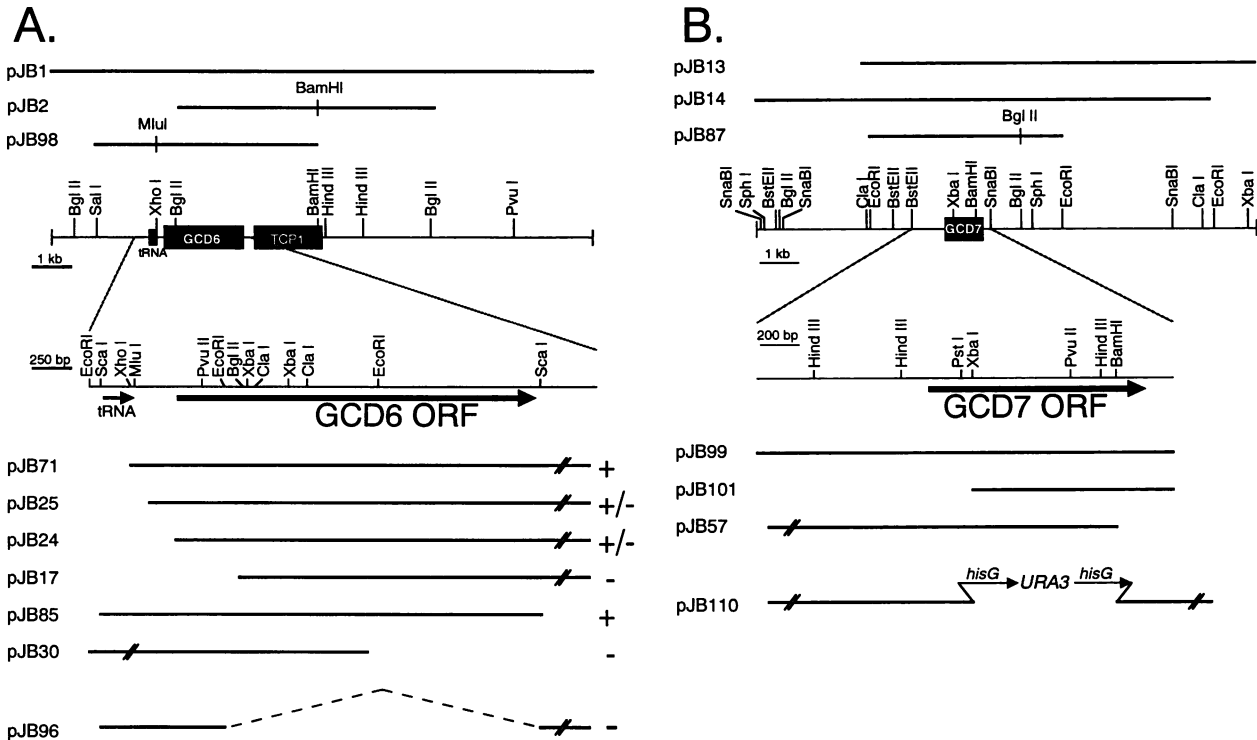 A.
pJB1
BamHI
pJB2
MluI
pJB98
Bgl II
Sal I
Xho I
Bgl II
BamHI
Hind III
Hind III
Bgl II
Pvu I
tRNA
GCD6
TCP1
1 kb
250 bp
EcoRI
Sca I
Xho I
Mlu I
Pvu II
EcoRI
Bgl II
Xba I
Cla I
Xba I
Cla I
EcoRI
Sca I
tRNA
GCD6 ORF
pJB71 +
pJB25 +/-
pJB24 +/-
pJB17 -
pJB85 +
pJB30 -
pJB96 -
B.
pJB13
pJB14
Bgl II
pJB87
SnaBI
Sph I
BstEII
Bgl II
SnaBI
Cla I
EcoRI
BstEII
BstEII
Xba I
BamHI
SnaBI
Bgl II
Sph I
EcoRI
SnaBI
Cla I
EcoRI
Xba I
GCD7
1 kb
200 bp
Hind III
Hind III
Pst I
Xba I
Pvu II
Hind III
BamHI
GCD7 ORF
pJB99
pJB101
pJB57
hisG URA3 hisG
pJB110